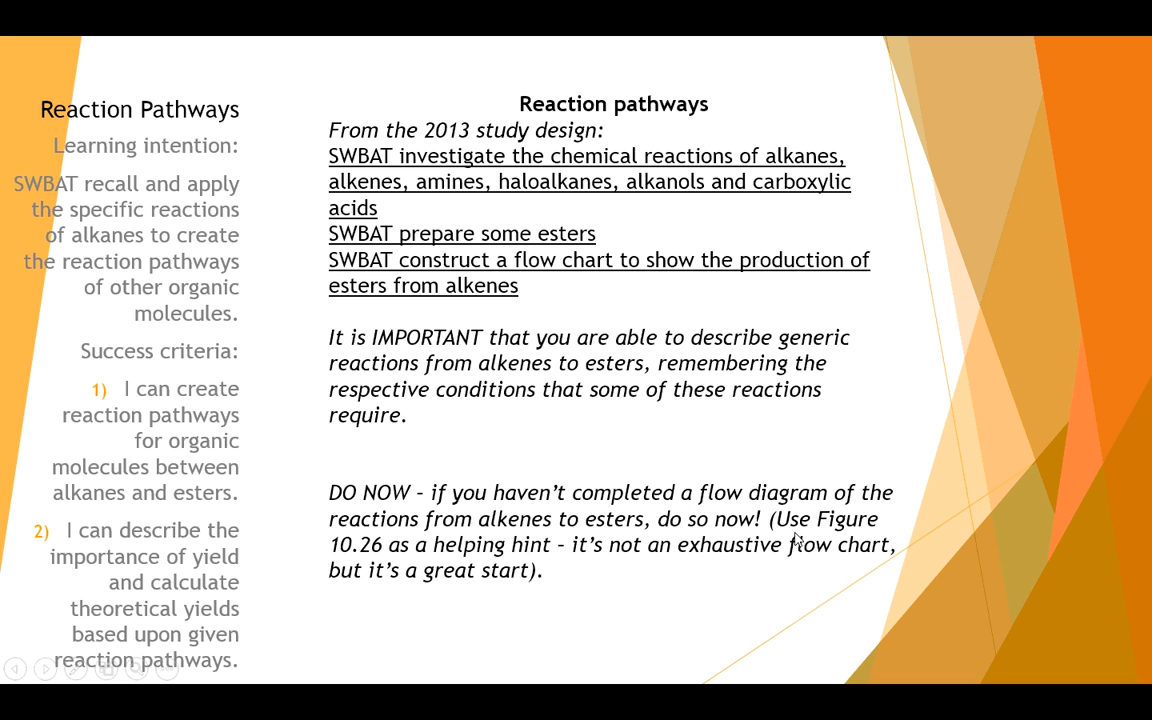 Reaction Pathways
Learning intention:
SWBAT recall and apply
the specific reactions
of alkanes to create
the reaction pathways
of other organic
molecules.
Success criteria:
1) I can create
reaction pathways
for organic
molecules between
alkanes and esters.
2) I can describe the
importance of yield
and calculate
theoretical yields
based upon given
reaction pathways.
Reaction pathways
From the 2013 study design:
SWBAT investigate the chemical reactions of alkanes,
alkenes, amines, haloalkanes, alkanols and carboxylic
acids
SWBAT prepare some esters
SWBAT construct a flow chart to show the production of
esters from alkenes
It is IMPORTANT that you are able to describe generic
reactions from alkenes to esters, remembering the
respective conditions that some of these reactions
require.
DO NOW – if you haven’t completed a flow diagram of the
reactions from alkenes to esters, do so now! (Use Figure
10.26 as a helping hint – it’s not an exhaustive flow chart,
but it’s a great start).